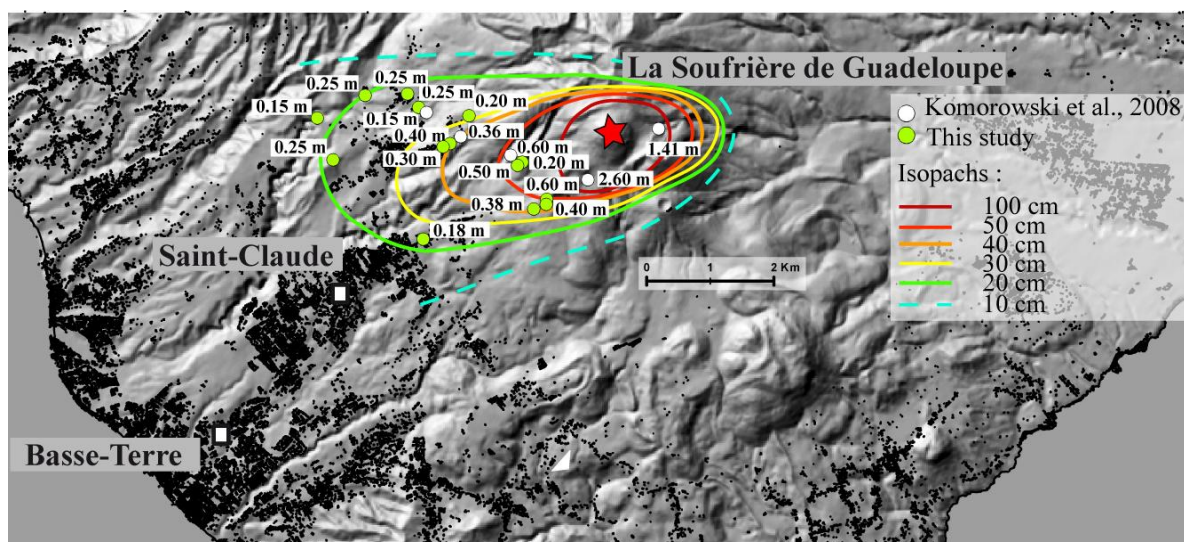 La Soufrière de Guadeloupe
Komorowski et al., 2008
This study
Isopachs :
100 cm
50 cm
40 cm
30 cm
20 cm
10 cm
0.25 m
0.25 m
0.25 m
0.15 m
0.15 m
0.20 m
0.40 m
0.36 m
0.25 m
0.30 m
0.60 m
0.20 m
0.50 m
1.41 m
0.60 m
2.60 m
0.38 m
0.40 m
0.18 m
Saint-Claude
0 1 2 Km
Basse-Terre